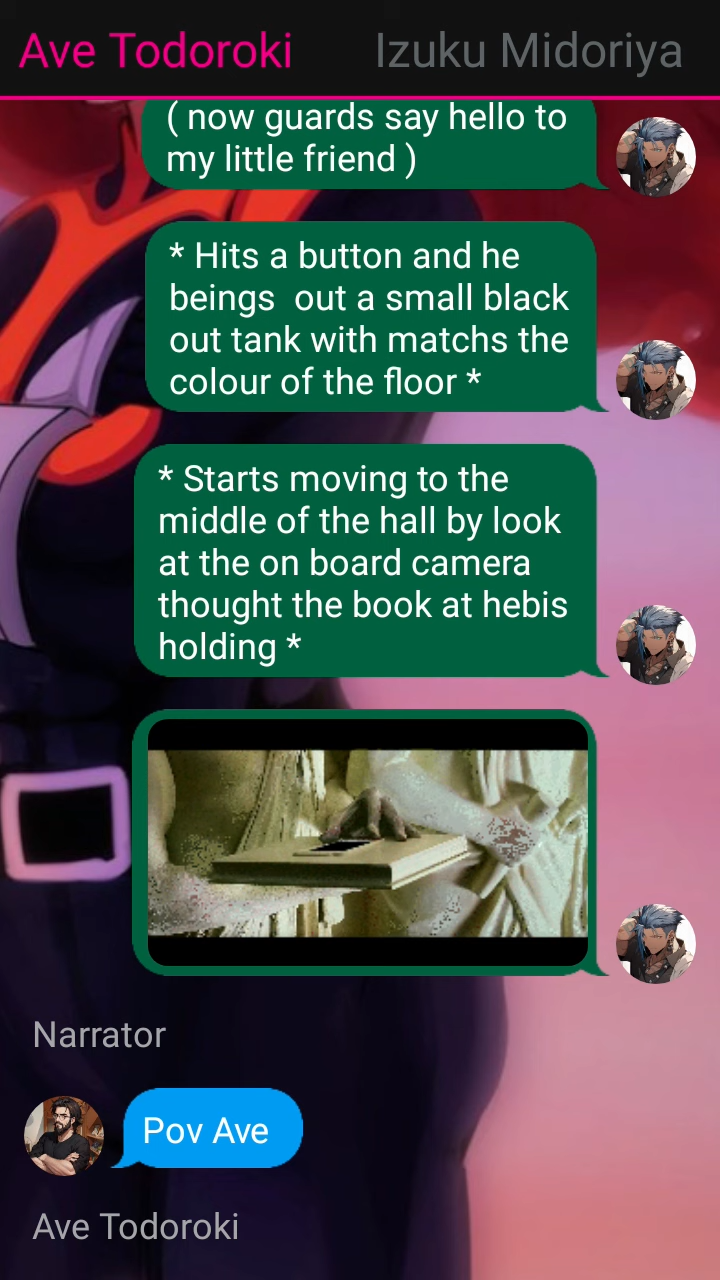 Ave Todoroki Izuku Midoriya
( now guards say hello to
my little friend )
* Hits a button and he
beings  out a small black
out tank with matchs the
colour of the floor *
* Starts moving to the
middle of the hall by look
at the on board camera
thought the book at hebis
holding *
Narrator
Pov Ave
Ave Todoroki